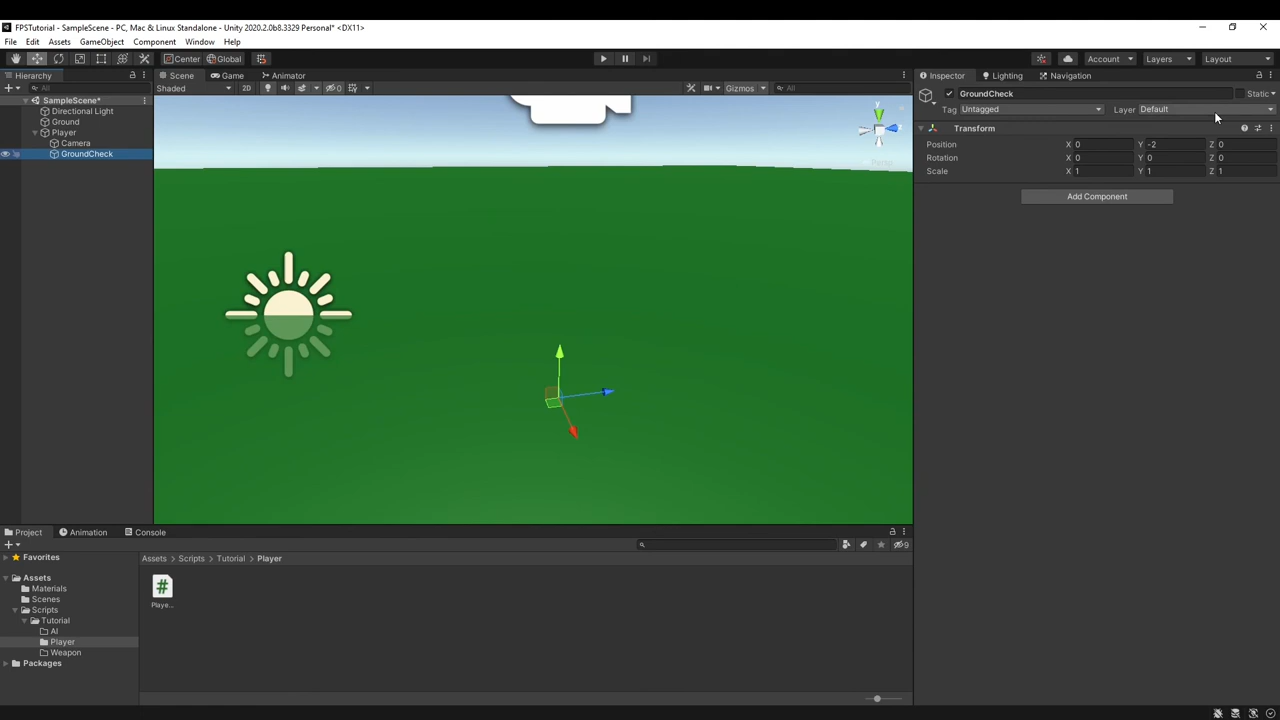 FPSTutorial - SampleScene - PC, Mac & Linux Standalone - Unity 2020.2.0b8.3329 Personal* <DX11>
File Edit Assets GameObject Component Window Help
Center Global Account Layers Layout
Hierarchy Scene Game Animator Inspector Lighting Navigation
All Shaded 2D 0 Gizmos All GroundCheck Static
SampleScene*
Directional Light
Ground
Player
Camera
GroundCheck
y
z
Persp
Tag Untagged Layer Default
Transform
Position X 0 Y -2 Z 0
Rotation X 0 Y 0 Z 0
Scale X 1 Y 1 Z 1
Add Component
Project Animation Console
9
Favorites
Assets
Materials
Scenes
Scripts
Tutorial
AI
Player
Weapon
Packages
Assets > Scripts > Tutorial > Player
#
Playe...